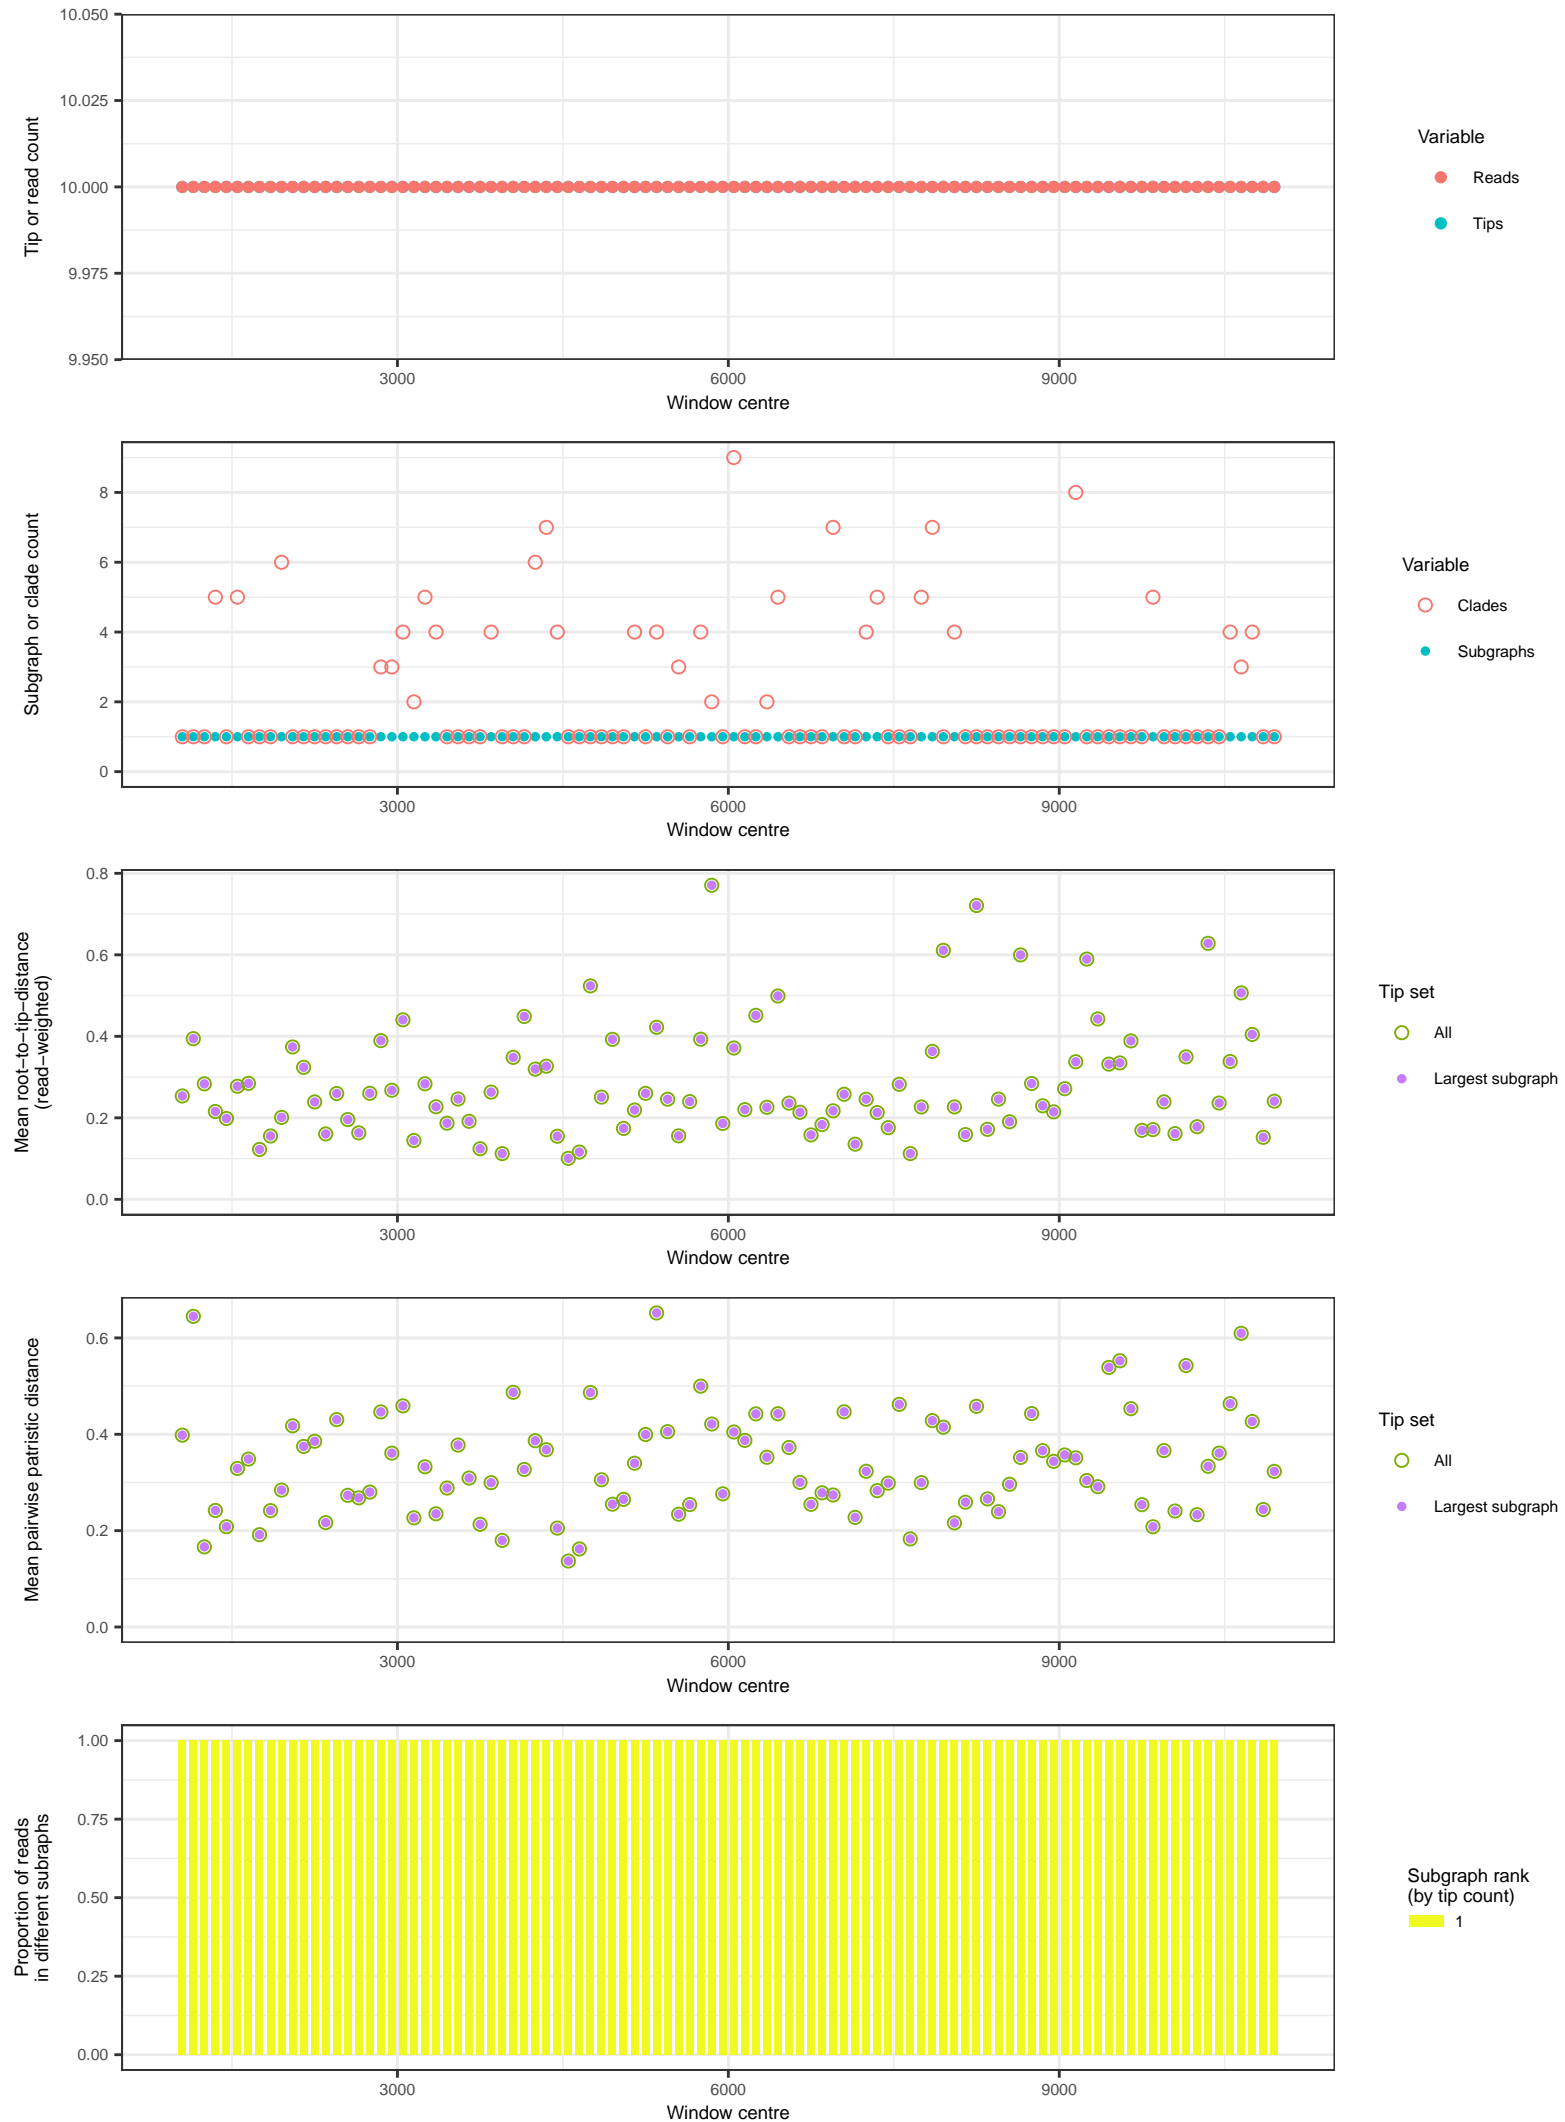 10.050
10.025
10.000
9.975
9.950
Tip or read count
3000 6000 9000
Window centre
Variable
Reads
Tips
8
6
4
2
0
Subgraph or clade count
3000 6000 9000
Window centre
Variable
Clades
Subgraphs
0.8
0.6
0.4
0.2
0.0
Mean root−to−tip−distance
(read−weighted)
3000 6000 9000
Window centre
Tip set
All
Largest subgraph
0.6
0.4
0.2
0.0
Mean pairwise patristic distance
3000 6000 9000
Window centre
Tip set
All
Largest subgraph
1.00
0.75
0.50
0.25
0.00
Proportion of reads
in different subraphs
3000 6000 9000
Window centre
Subgraph rank
(by tip count)
1